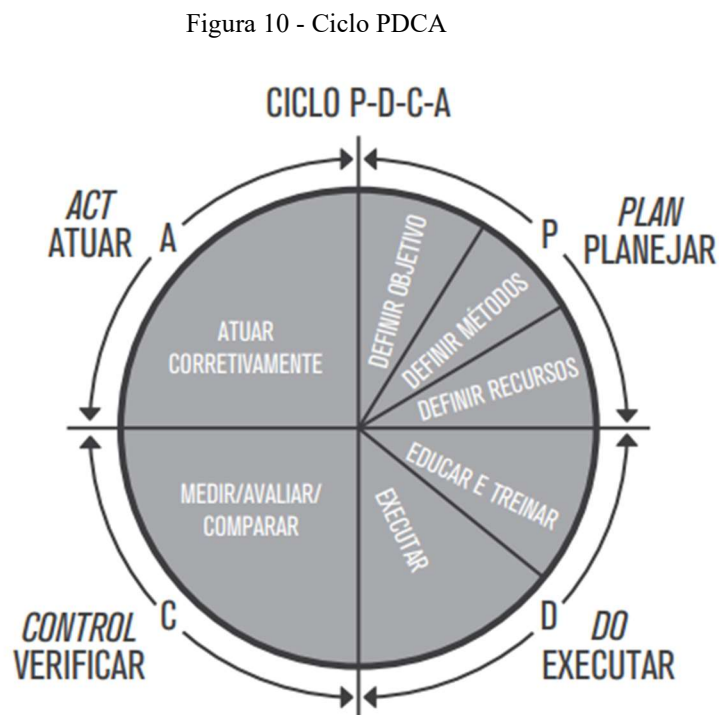 Figura 10 - Ciclo PDCA
CICLO P-D-C-A
ACT
ATUAR
A
P
PLAN
PLANEJAR
ATUAR
CORRETIVAMENTE
DEFINIR OBJETIVO
DEFINIR MÉTODOS
DEFINIR RECURSOS
MEDIR/AVALIAR/
COMPARAR
EXECUTAR
EDUCAR E TREINAR
CONTROL
VERIFICAR
C
D
DO
EXECUTAR